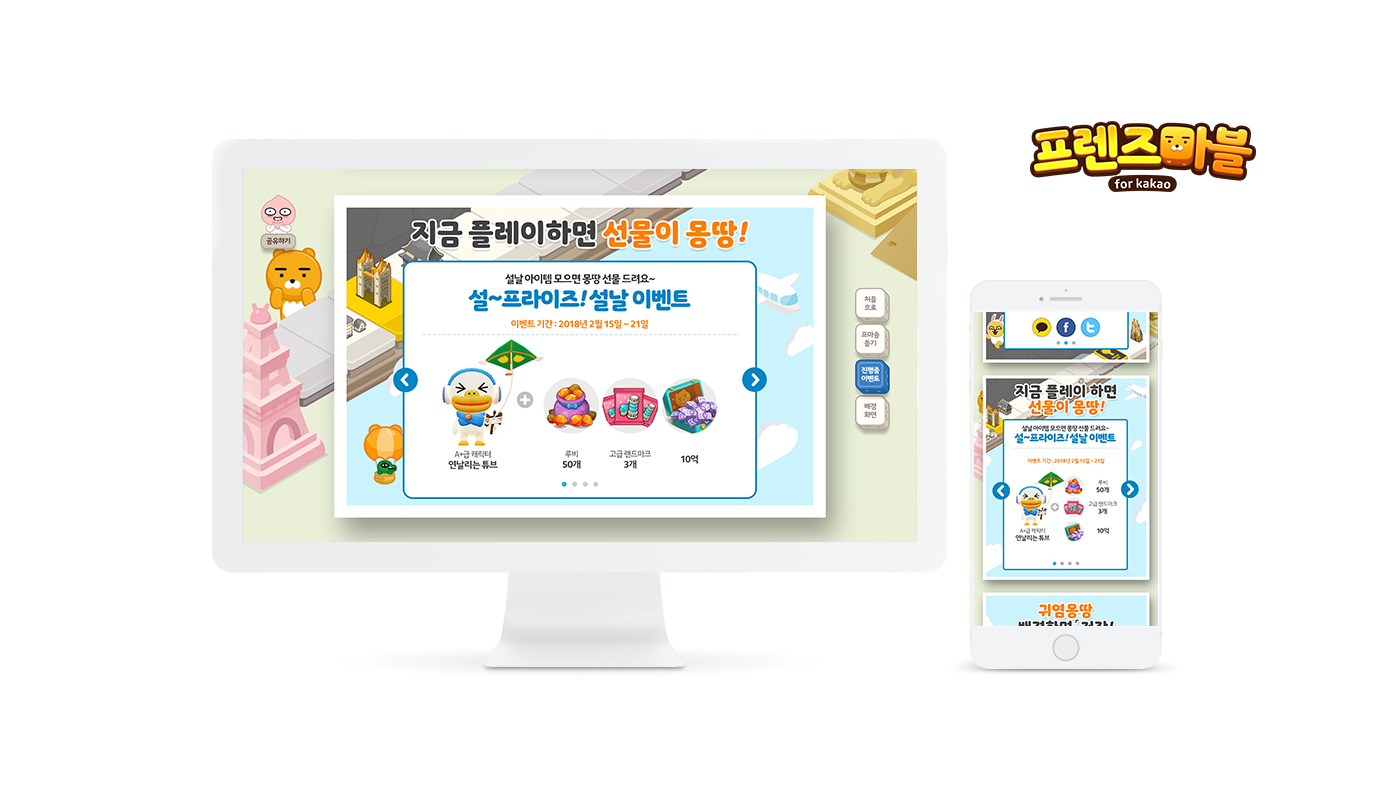 프렌즈마블
for kakao
공유하기
지금 플레이하면 선물이 몽땅!
설날 아이템 모으면 몽땅 선물 드려요~
설~프라이즈! 설날 이벤트
이벤트 기간 : 2018년 2월 15일 ~ 21일
A+급 캐릭터
연날리는 튜브
루비
50개
고급 랜드마크
3개
10억
처음
으로
프마송
듣기
진행중
이벤트
배경
화면
지금 플레이 하면
선물이 몽땅!
설날 아이템 모으면 몽땅 선물 드려요~
설~프라이즈! 설날 이벤트
이벤트 기간 : 2018년 2월 15일 ~ 21일
루비
50개
고급 랜드마크
3개
10억
A+급 캐릭터
연날리는 튜브
귀염몽땅